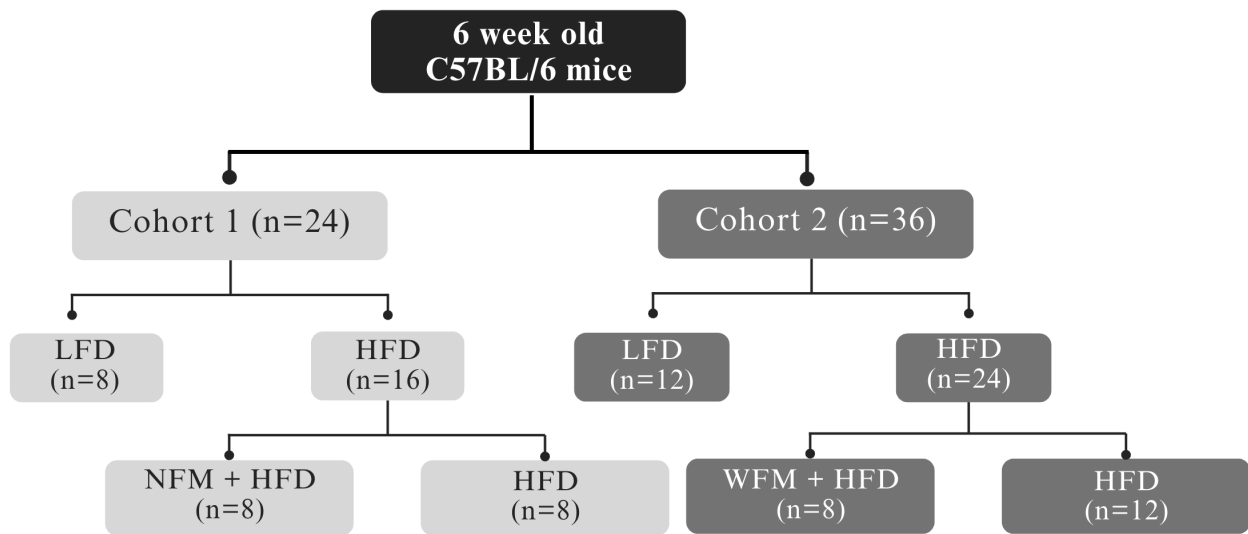 6 week old
C57BL/6 mice
Cohort 1 (n=24)
Cohort 2 (n=36)
LFD
(n=8)
HFD
(n=16)
LFD
(n=12)
HFD
(n=24)
NFM + HFD
(n=8)
HFD
(n=8)
WFM + HFD
(n=8)
HFD
(n=12)